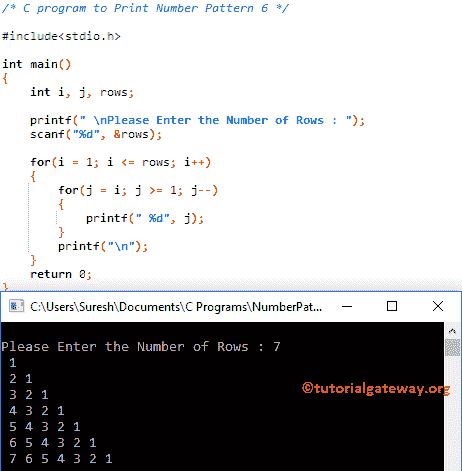 /* C program to Print Number Pattern 6 */
#include<stdio.h>
int main()
{
int i, j, rows;
printf(" \nPlease Enter the Number of Rows : ");
scanf("%d", &rows);
for(i = 1; i <= rows; i++)
{
for(j = i; j >= 1; j--)
{
printf(" %d", j);
}
printf("\n");
}
return 0;
}
C:\Users\Suresh\Documents\C Programs\NumberPat...
Please Enter the Number of Rows : 7
1
2 1
3 2 1
4 3 2 1
5 4 3 2 1
6 5 4 3 2 1
7 6 5 4 3 2 1
©tutorialgateway.org